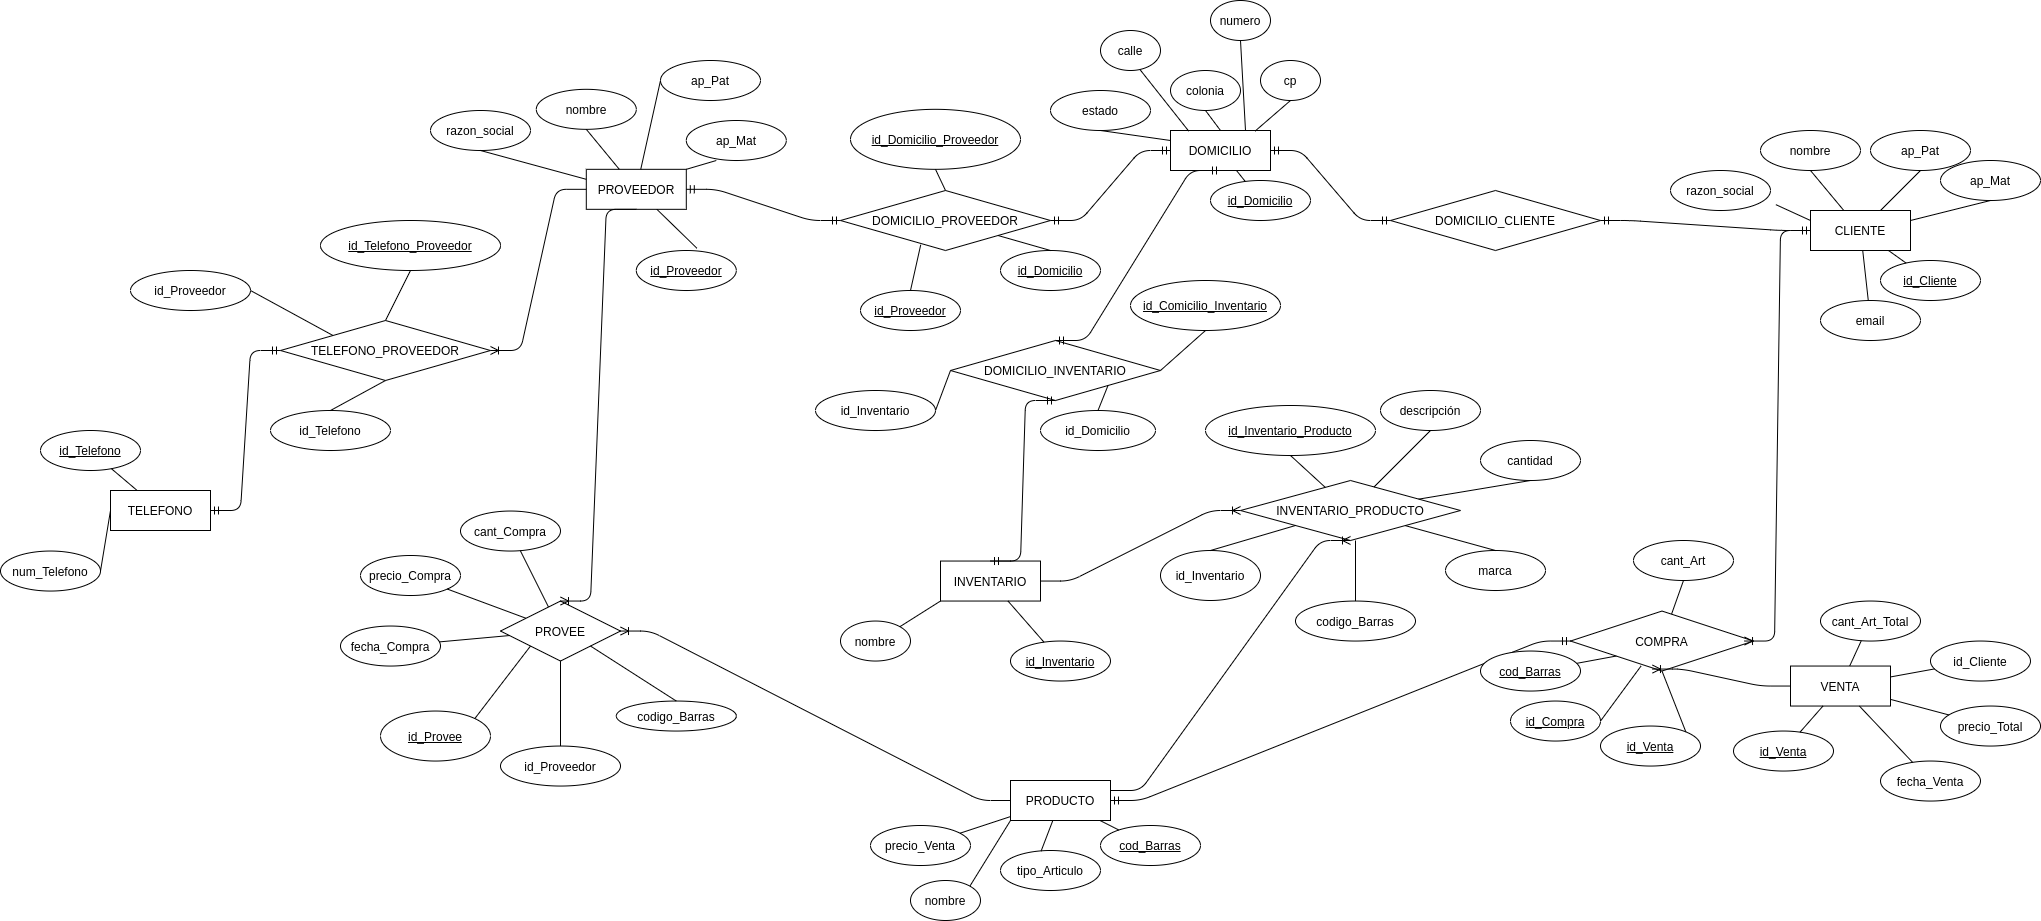 numero
calle
ap_Pat
cp
colonia
nombre
estado
razon_social
ap_Mat
id_Domicilio_Proveedor
DOMICILIO
nombre
ap_Pat
ap_Mat
razon_social
PROVEEDOR
id_Domicilio
DOMICILIO_PROVEEDOR
DOMICILIO_CLIENTE
CLIENTE
id_Telefono_Proveedor
id_Proveedor
id_Domicilio
id_Cliente
id_Proveedor
id_Proveedor
id_Comicilio_Inventario
email
TELEFONO_PROVEEDOR
DOMICILIO_INVENTARIO
id_Inventario
descripción
id_Telefono
id_Domicilio
id_Inventario_Producto
id_Telefono
cantidad
TELEFONO
INVENTARIO_PRODUCTO
cant_Compra
cant_Art
num_Telefono
precio_Compra
INVENTARIO
id_Inventario
marca
codigo_Barras
cant_Art_Total
PROVEE
nombre
COMPRA
fecha_Compra
id_Inventario
id_Cliente
cod_Barras
VENTA
codigo_Barras
id_Compra
precio_Total
id_Provee
id_Venta
id_Venta
id_Proveedor
fecha_Venta
PRODUCTO
precio_Venta
cod_Barras
tipo_Articulo
nombre